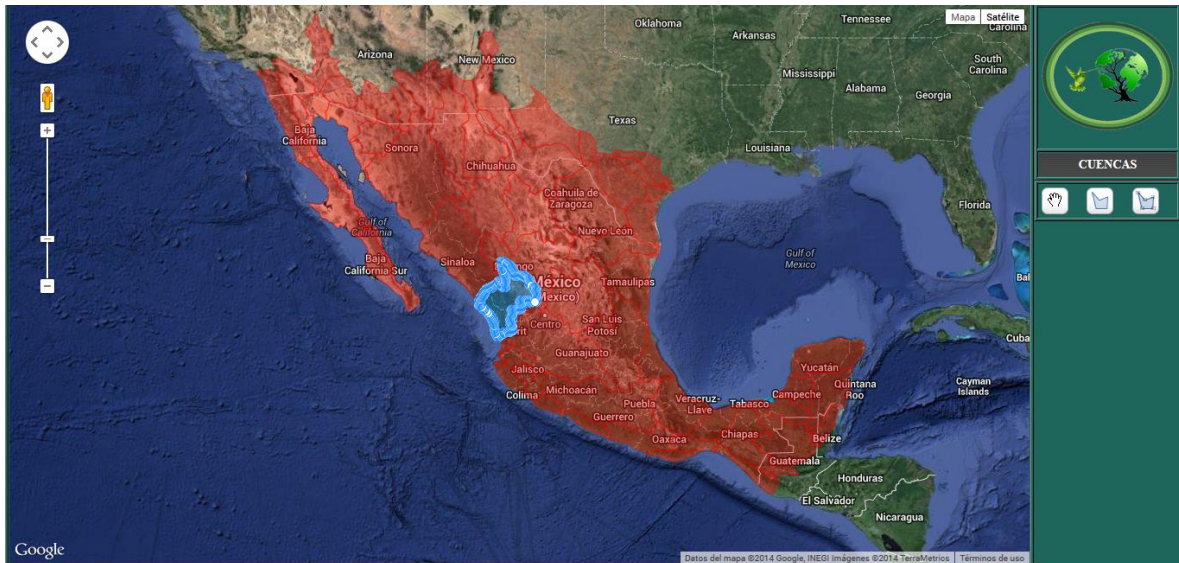 Mapa
Satélite
Oklahoma
Tennessee
Carolina
Arkansas
Arizona
New Mexico
Mississippi
South
Carolina
Alabama
Georgia
Texas
Baja
California
Sonora
Louisiana
Chihuahua
Coahuila de
Zaragoza
Florida
Gulf of
California
Nuevo León
Gulf of
Mexico
Baja
California Sur
Sinaloa
México
Mexico)
Tamaulipas
Centro
San Luis
Potosí
Cuba
Guanajuato
Jalisco
Yucatán
Colima
Michoacán
Puebla
Veracruz-
Llave
Tabasco
Campeche
Quintana
Roo
Cayman
Islands
Guerrero
Oaxaca
Chiapas
Belize
Guatemala
Honduras
El Salvador
Nicaragua
Google
Datos del mapa ©2014 Google, INEGI Imágenes ©2014 TerraMetrics
Términos de uso
CUENCAS